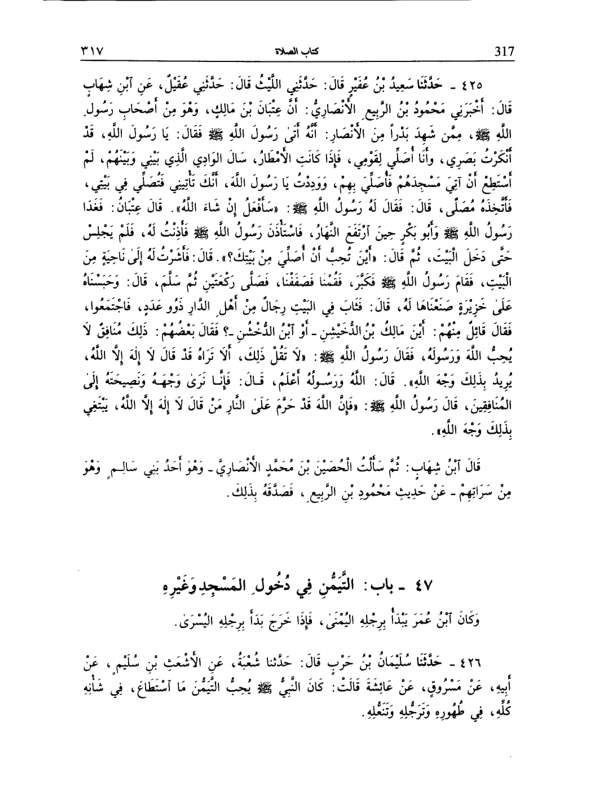 317 كتاب الصلاة ٣١٧
٤٢٥ ـ حَدَّثَنَا سَعِيدُ بْنُ عُفَيْرٍ قَالَ: حَدَّثَنِي اللَّيْثُ قَالَ: حَدَّثَنِي عُقَيْلٌ، عَنِ ٱبْنِ شِهَابٍ
قَالَ: أَخْبَرَنِي مَحْمُودُ بْنُ الرَّبِيعِ الْأَنْصَارِيُّ: أَنَّ عِتْبَانَ بْنَ مَالِكٍ، وَهُوَ مِنْ أَصْحَابِ رَسُولِ
اللَّهِ ﷺ، مِمَّن شَهِدَ بَدْراً مِنَ الْأَنْصَارِ: أَنَّهُ أَتَىٰ رَسُولَ اللَّهِ ﷺ فَقَالَ: يَا رَسُولَ اللَّهِ، قَدْ
أَنْكَرْتُ بَصَرِي، وأَنَا أُصَلِّي لِقَوْمِي، فَإِذَا كَانَتِ الْأَمْطَارُ، سَالَ الْوَادِي الَّذِي بَيْنِي وَبَيْنَهُمْ، لَمْ
أَسْتَطِعْ أَنْ آتِيَ مَسْجِدَهُمْ فَأُصَلِّيَ بِهِمْ، وَوَدِدْتُ يَا رَسُولَ اللَّهِ، أَنَّكَ تَأْتِينِي فَتُصَلِّي فِي بَيْتِي،
فَأَتَّخِذَهُ مُصَلًّى، قَالَ: فَقَالَ لَهُ رَسُولُ اللَّهِ ﷺ: «سَأَفْعَلُ إِنْ شَاءَ اللَّهُ». قَالَ عِتْبَانُ: فَغَدَا
رَسُولُ اللَّهِ ﷺ وَأَبُو بَكْرٍ حِينَ ٱرْتَفَعَ النَّهَارُ، فَاسْتَأْذَنَ رَسُولُ اللَّهِ ﷺ فَأَذِنْتُ لَهُ، فَلَمْ يَجْلِسْ
حَتَّى دَخَلَ الْبَيْتَ، ثُمَّ قَالَ: «أَيْنَ تُحِبُّ أَنْ أُصَلِّيَ مِنْ بَيْتِكَ؟». قَالَ: فَأَشَرْتُ لَهُ إِلَىٰ نَاحِيَةٍ مِنَ
الْبَيْتِ، فَقَامَ رَسُولُ اللَّهِ ﷺ فَكَبَّرَ، فَقُمْنَا فَصَفَفْنَا، فَصَلَّى رَكْعَتَيْنِ ثُمَّ سَلَّمَ، قَالَ: وَحَبَسْنَاهُ
عَلَىٰ خَزِيْرَةٍ صَنَعْنَاهَا لَهُ، قَالَ: فَثَابَ فِي البَيْتِ رِجَالٌ مِنْ أَهْلِ الدَّارِ ذَوُو عَدَدٍ، فَاجْتَمَعُوا،
فَقَالَ قَائِلٌ مِنْهُمْ: أَيْنَ مَالِكُ بْنُ الدُّخَيْشِنِ ـ أَوْ ٱبْنُ الدُّخْشُنِ ـ؟ فَقَالَ بَعْضُهُمْ: ذَلِكَ مُنَافِقٌ لَا
يُحِبُّ اللَّهَ وَرَسُولَهُ، فَقَالَ رَسُولُ اللَّهِ ﷺ: «لَا تَقُلْ ذَلِكَ، أَلَا تَرَاهُ قَدْ قَالَ لَا إِلَهَ إِلَّا اللَّهُ،
يُرِيدُ بِذَلِكَ وَجْهَ اللَّهِ». قَالَ: اللَّهُ وَرَسُولُهُ أَعْلَمُ، قَالَ: فَإِنَّا نَرَى وَجْهَهُ وَنَصِيحَتَهُ إِلَىٰ
المُنَافِقِينَ، قَالَ رَسُولُ اللَّهِ ﷺ: «فَإِنَّ اللَّهَ قَدْ حَرَّمَ عَلَىٰ النَّارِ مَنْ قَالَ لَا إِلَهَ إِلَّا اللَّهُ، يَبْتَغِي
بِذَلِكَ وَجْهَ اللَّهِ».
قَالَ ٱبْنُ شِهَابٍ: ثُمَّ سَأَلْتُ الْحُصَيْنَ بْنَ مُحَمَّدٍ الْأَنْصَارِيَّ ـ وَهْوَ أَحَدُ بَنِي سَالِمٍ وَهْوَ
مِنْ سَرَاتِهِمْ ـ عَنْ حَدِيثِ مَحْمُودِ بْنِ الرَّبِيعِ، فَصَدَّقَهُ بِذَلِكَ.
٤٧ ـ باب: التَّيَمُّنِ فِي دُخُولِ المَسْجِدِ وَغَيْرِهِ
وَكَانَ ٱبْنُ عُمَرَ يَبْدَأُ بِرِجْلِهِ اليُمْنَىٰ، فَإِذَا خَرَجَ بَدَأَ بِرِجْلِهِ اليُسْرَىٰ.
٤٢٦ ـ حَدَّثَنَا سُلَيْمَانُ بْنُ حَرْبٍ قَالَ: حَدَّثَنَا شُعْبَةُ، عَنِ الْأَشْعَثِ بْنِ سُلَيْمٍ، عَنْ
أَبِيهِ، عَنْ مَسْرُوقٍ، عَنْ عَائِشَةَ قَالَتْ: كَانَ النَّبِيُّ ﷺ يُحِبُّ التَّيَمُّنَ مَا ٱسْتَطَاعَ، فِي شَأْنِهِ
كُلِّهِ، فِي طُهُورِهِ وَتَرَجُّلِهِ وَتَنَعُّلِهِ.